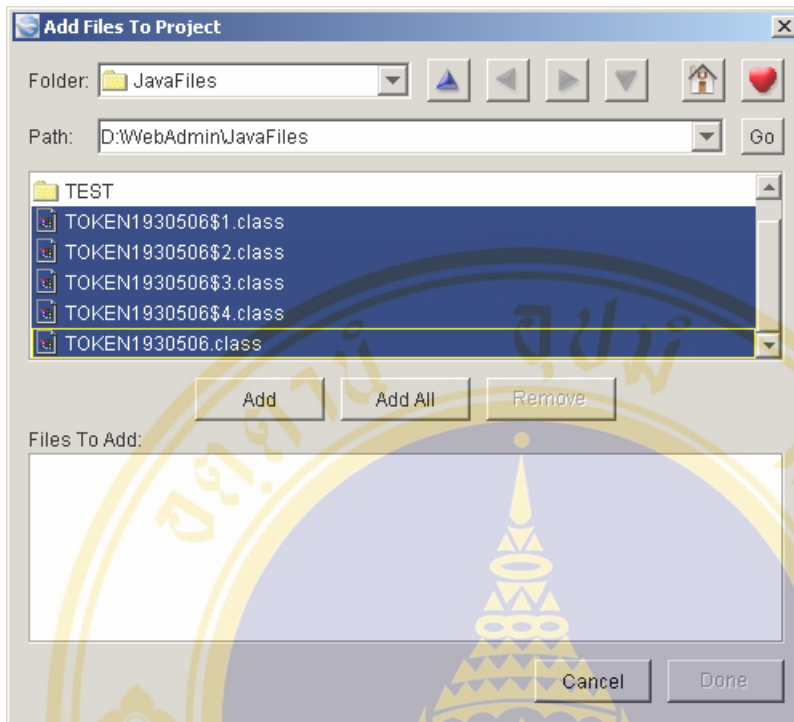 Add Files To Project
Folder: JavaFiles
Path: D:\WebAdmin\JavaFiles Go
TEST
TOKEN1930506$1.class
TOKEN1930506$2.class
TOKEN1930506$3.class
TOKEN1930506$4.class
TOKEN1930506.class
Add Add All Remove
Files To Add:
Cancel Done